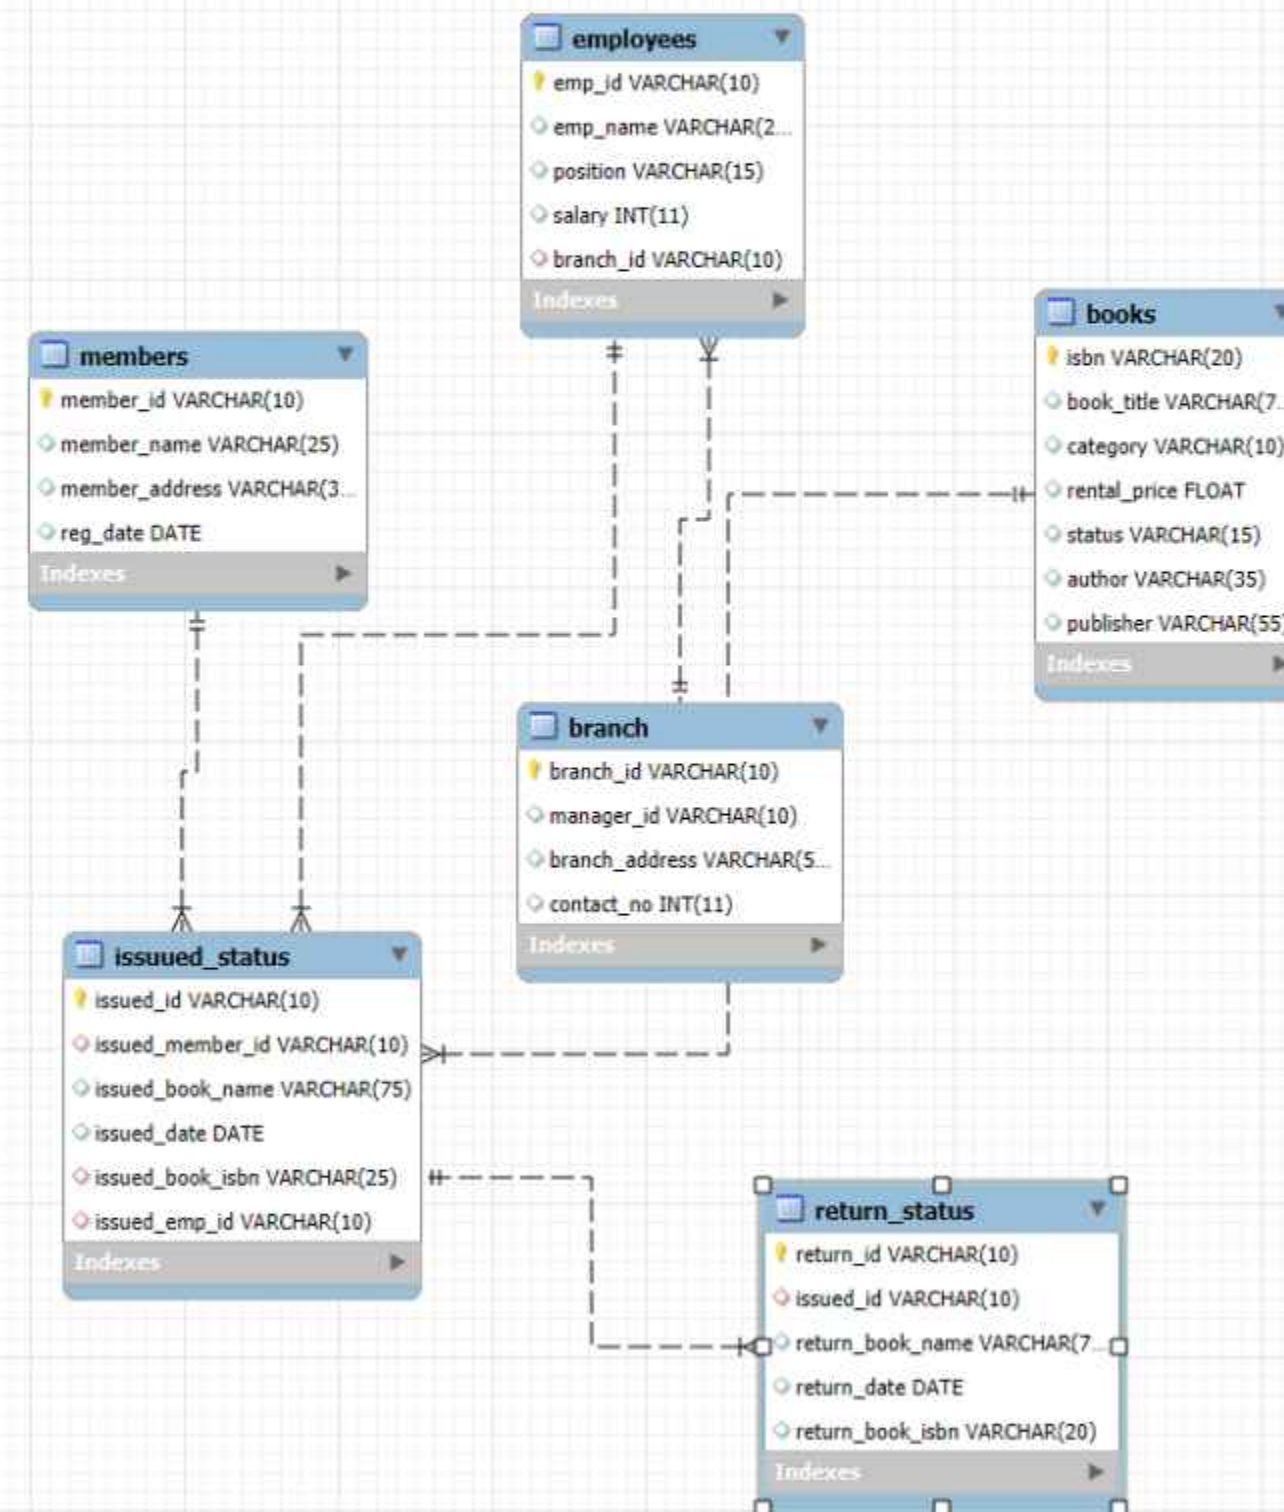 employees
emp_id VARCHAR(10)
emp_name VARCHAR(2...
position VARCHAR(15)
salary INT(11)
branch_id VARCHAR(10)
Indexes
members
member_id VARCHAR(10)
member_name VARCHAR(25)
member_address VARCHAR(3...
reg_date DATE
Indexes
books
isbn VARCHAR(20)
book_title VARCHAR(7..
category VARCHAR(10)
rental_price FLOAT
status VARCHAR(15)
author VARCHAR(35)
publisher VARCHAR(55)
Indexes
branch
branch_id VARCHAR(10)
manager_id VARCHAR(10)
branch_address VARCHAR(5...
contact_no INT(11)
Indexes
issuued_status
issued_id VARCHAR(10)
issued_member_id VARCHAR(10)
issued_book_name VARCHAR(75)
issued_date DATE
issued_book_isbn VARCHAR(25)
issued_emp_id VARCHAR(10)
Indexes
return_status
return_id VARCHAR(10)
issued_id VARCHAR(10)
return_book_name VARCHAR(7...
return_date DATE
return_book_isbn VARCHAR(20)
Indexes